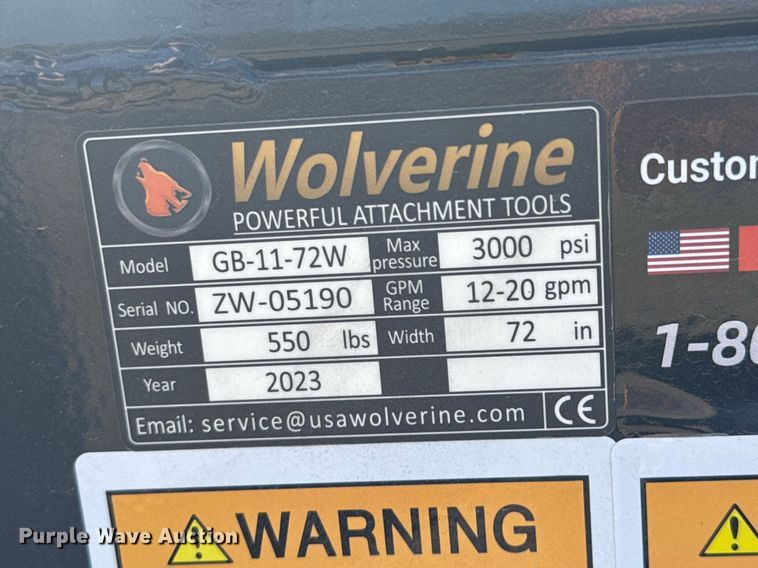 Wolverine
POWERFUL ATTACHMENT TOOLS
Model GB-11-72W Max pressure 3000 psi
Serial NO. ZW-05190 GPM Range 12-20 gpm
Weight 550 lbs Width 72 in
Year 2023
Email: service@usawolverine.com CE
Custom
1-80
WARNING
Purple Wave Auction